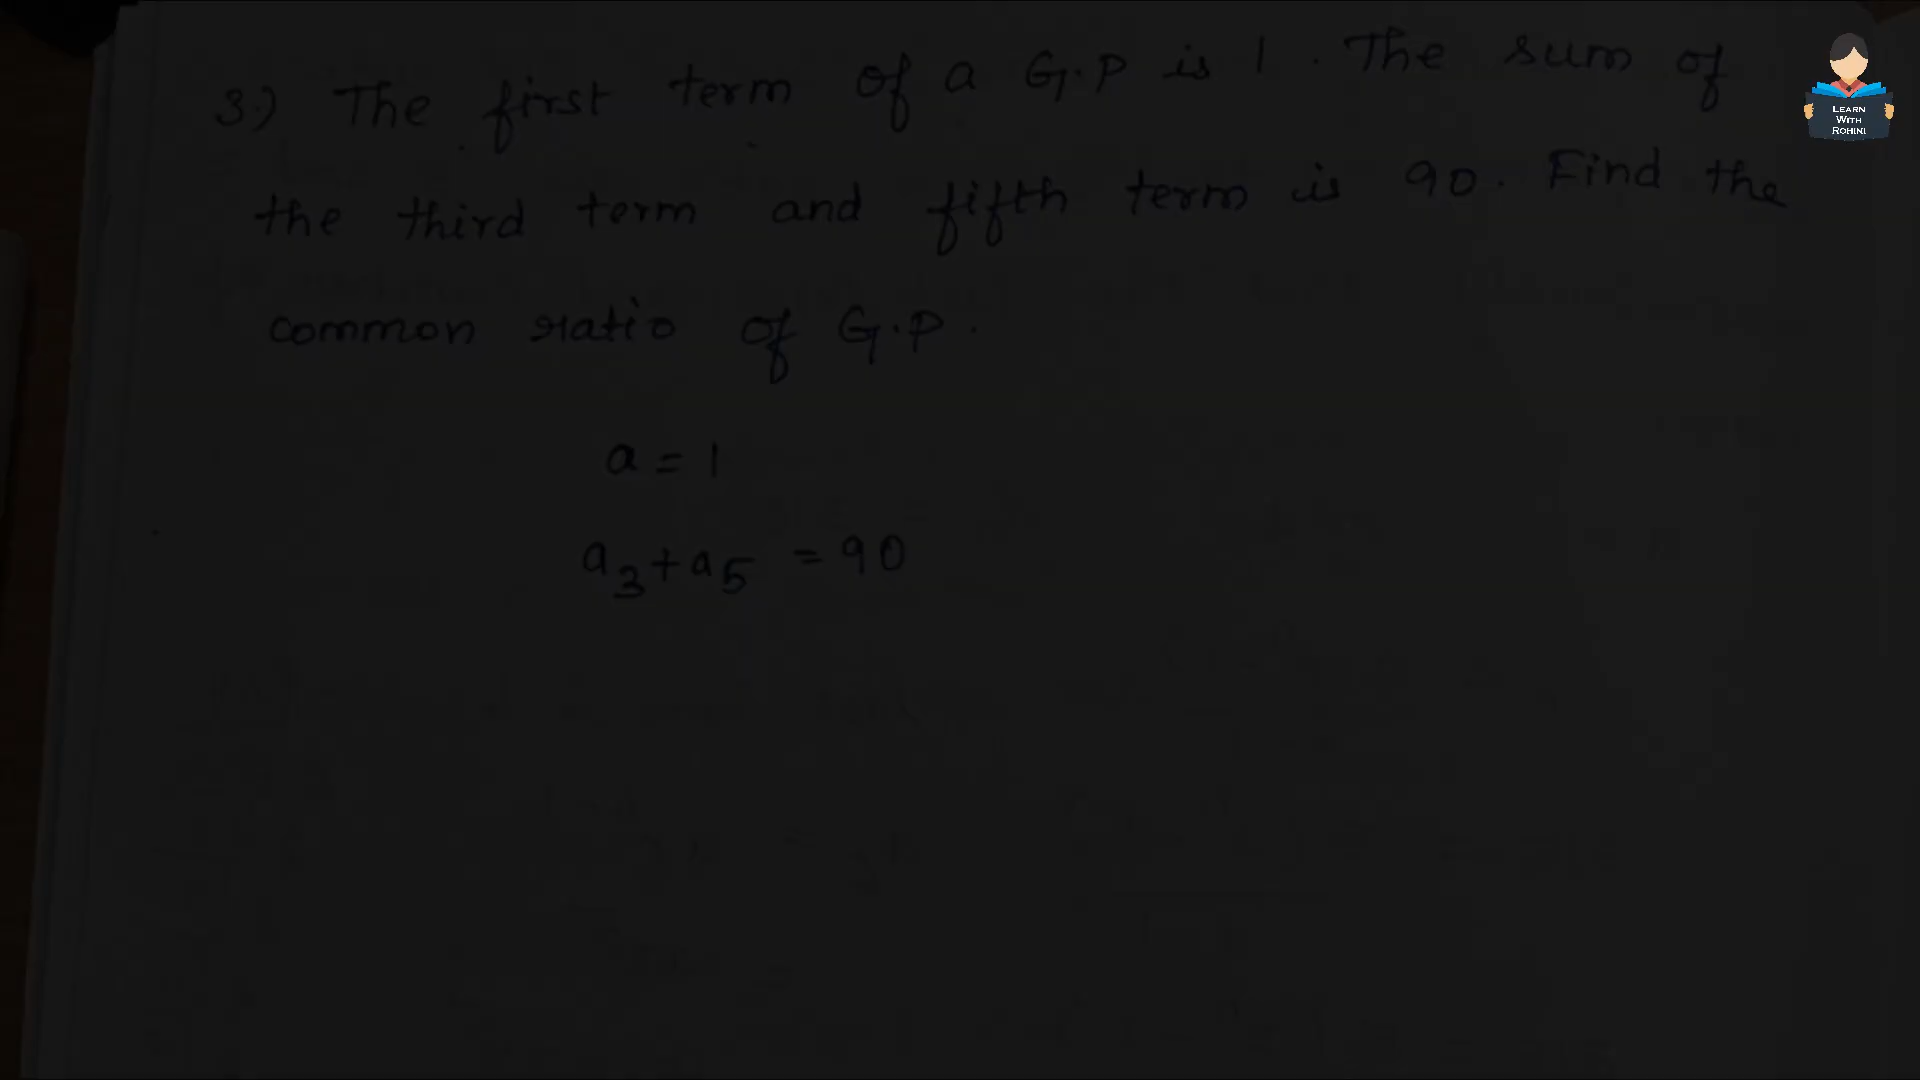 3.) The first term of a G.P is 1. The sum of
the third term and fifth term is 90. Find the
common ratio of G.P.
a = 1
a₃ + a₅ = 90
LEARN
WITH
ROHINI